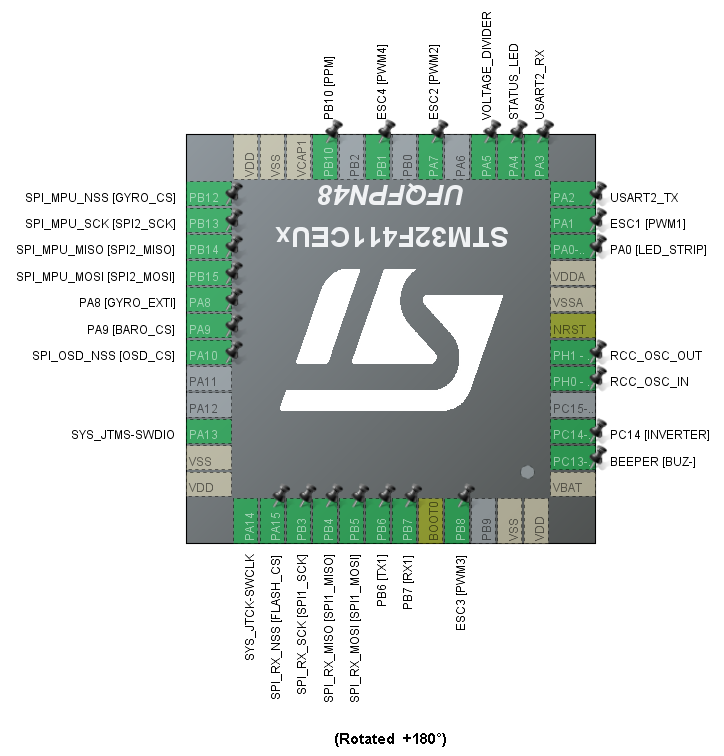 PB10 [PPM]
ESC4 [PWM4]
ESC2 [PWM2]
VOLTAGE_DIVIDER
STATUS_LED
USART2_RX
VDD
VSS
VCAP1
PB10
PB2
PB1
PB0
PA7
PA6
PA5
PA4
PA3
SPI_MPU_NSS [GYRO_CS]
PB12
SPI_MPU_SCK [SPI2_SCK]
PB13
SPI_MPU_MISO [SPI2_MISO]
PB14
SPI_MPU_MOSI [SPI2_MOSI]
PB15
PA8 [GYRO_EXTI]
PA8
PA9 [BARO_CS]
PA9
SPI_OSD_NSS [OSD_CS]
PA10
PA11
PA12
SYS_JTMS-SWDIO
PA13
VSS
VDD
UFQFPN48
STM32F411CEUx
PA2
USART2_TX
PA1
ESC1 [PWM1]
PA0-..
PA0 [LED_STRIP]
VDDA
VSSA
NRST
PH1 -
RCC_OSC_OUT
PH0 -
RCC_OSC_IN
PC15-..
PC14-
PC14 [INVERTER]
PC13-
BEEPER [BUZ-]
VBAT
PA14
PA15
PB3
PB4
PB5
PB6
PB7
BOOT0
PB8
PB9
VSS
VDD
SYS_JTCK-SWCLK
SPI_RX_NSS [FLASH_CS]
SPI_RX_SCK [SPI1_SCK]
SPI_RX_MISO [SPI1_MISO]
SPI_RX_MOSI [SPI1_MOSI]
PB6 [TX1]
PB7 [RX1]
ESC3 [PWM3]
(Rotated +180°)